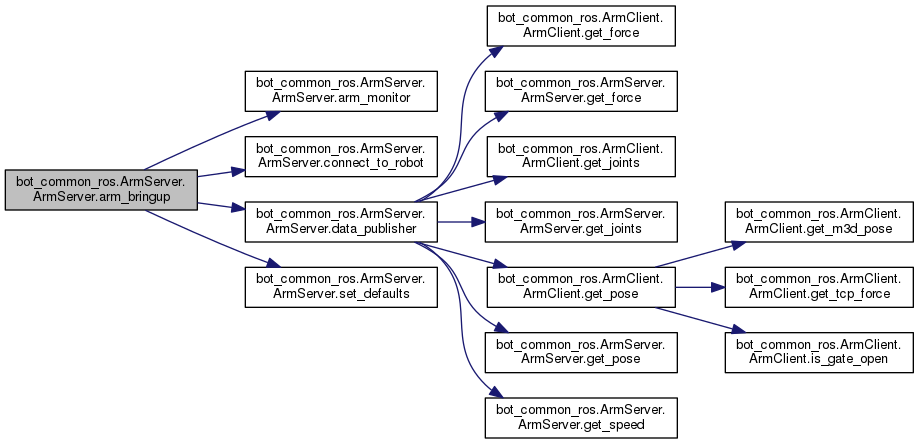 bot_common_ros.ArmServer.
ArmServer.arm_bringup
bot_common_ros.ArmServer.
ArmServer.arm_monitor
bot_common_ros.ArmServer.
ArmServer.connect_to_robot
bot_common_ros.ArmServer.
ArmServer.data_publisher
bot_common_ros.ArmServer.
ArmServer.set_defaults
bot_common_ros.ArmClient.
ArmClient.get_force
bot_common_ros.ArmServer.
ArmServer.get_force
bot_common_ros.ArmClient.
ArmClient.get_joints
bot_common_ros.ArmServer.
ArmServer.get_joints
bot_common_ros.ArmClient.
ArmClient.get_pose
bot_common_ros.ArmServer.
ArmServer.get_pose
bot_common_ros.ArmServer.
ArmServer.get_speed
bot_common_ros.ArmClient.
ArmClient.get_m3d_pose
bot_common_ros.ArmClient.
ArmClient.get_tcp_force
bot_common_ros.ArmClient.
ArmClient.is_gate_open